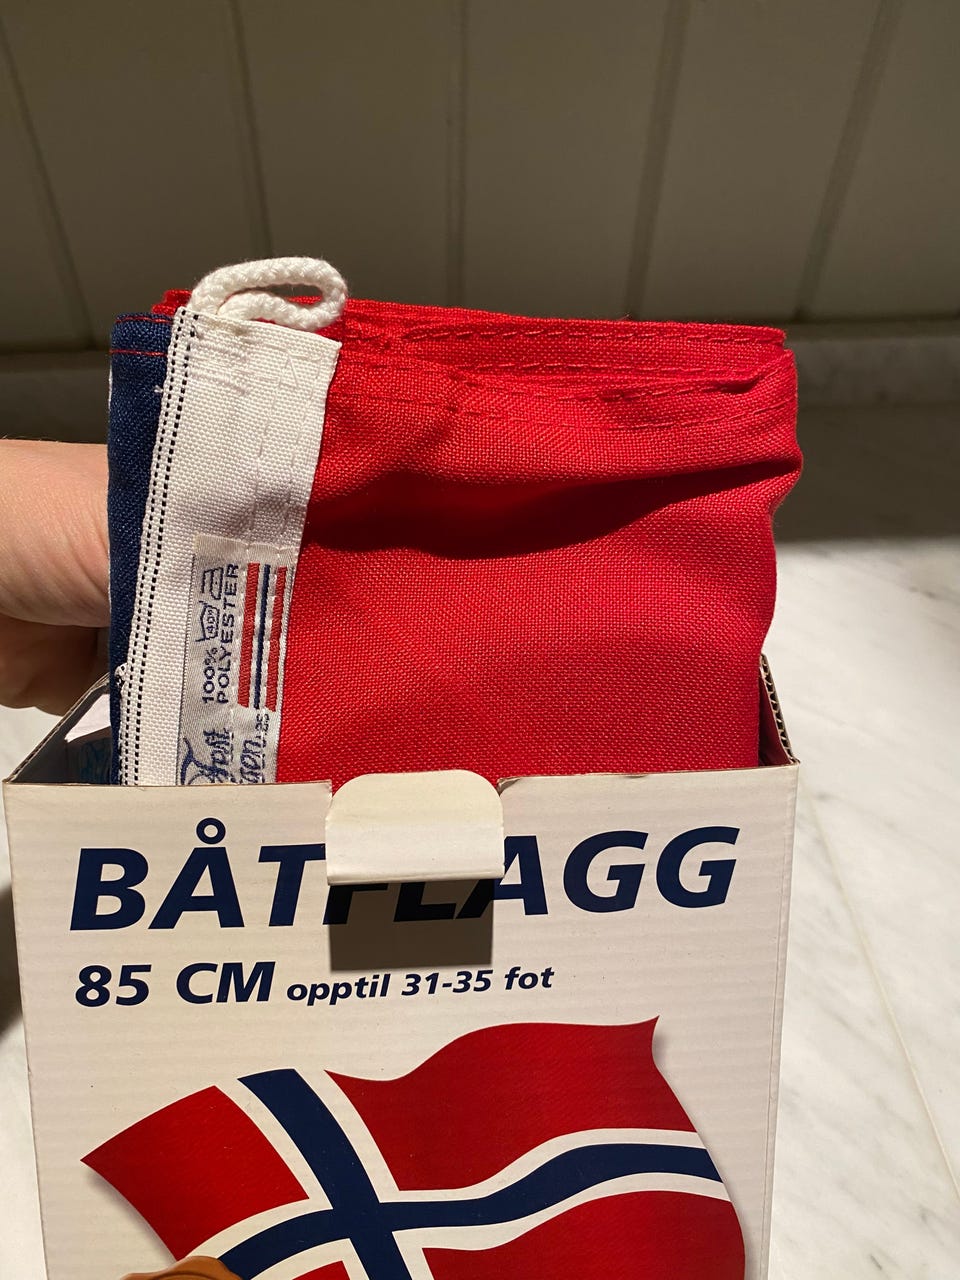 100%
POLYESTER
BÅTFLAGG
85 CM opptil 31-35 fot